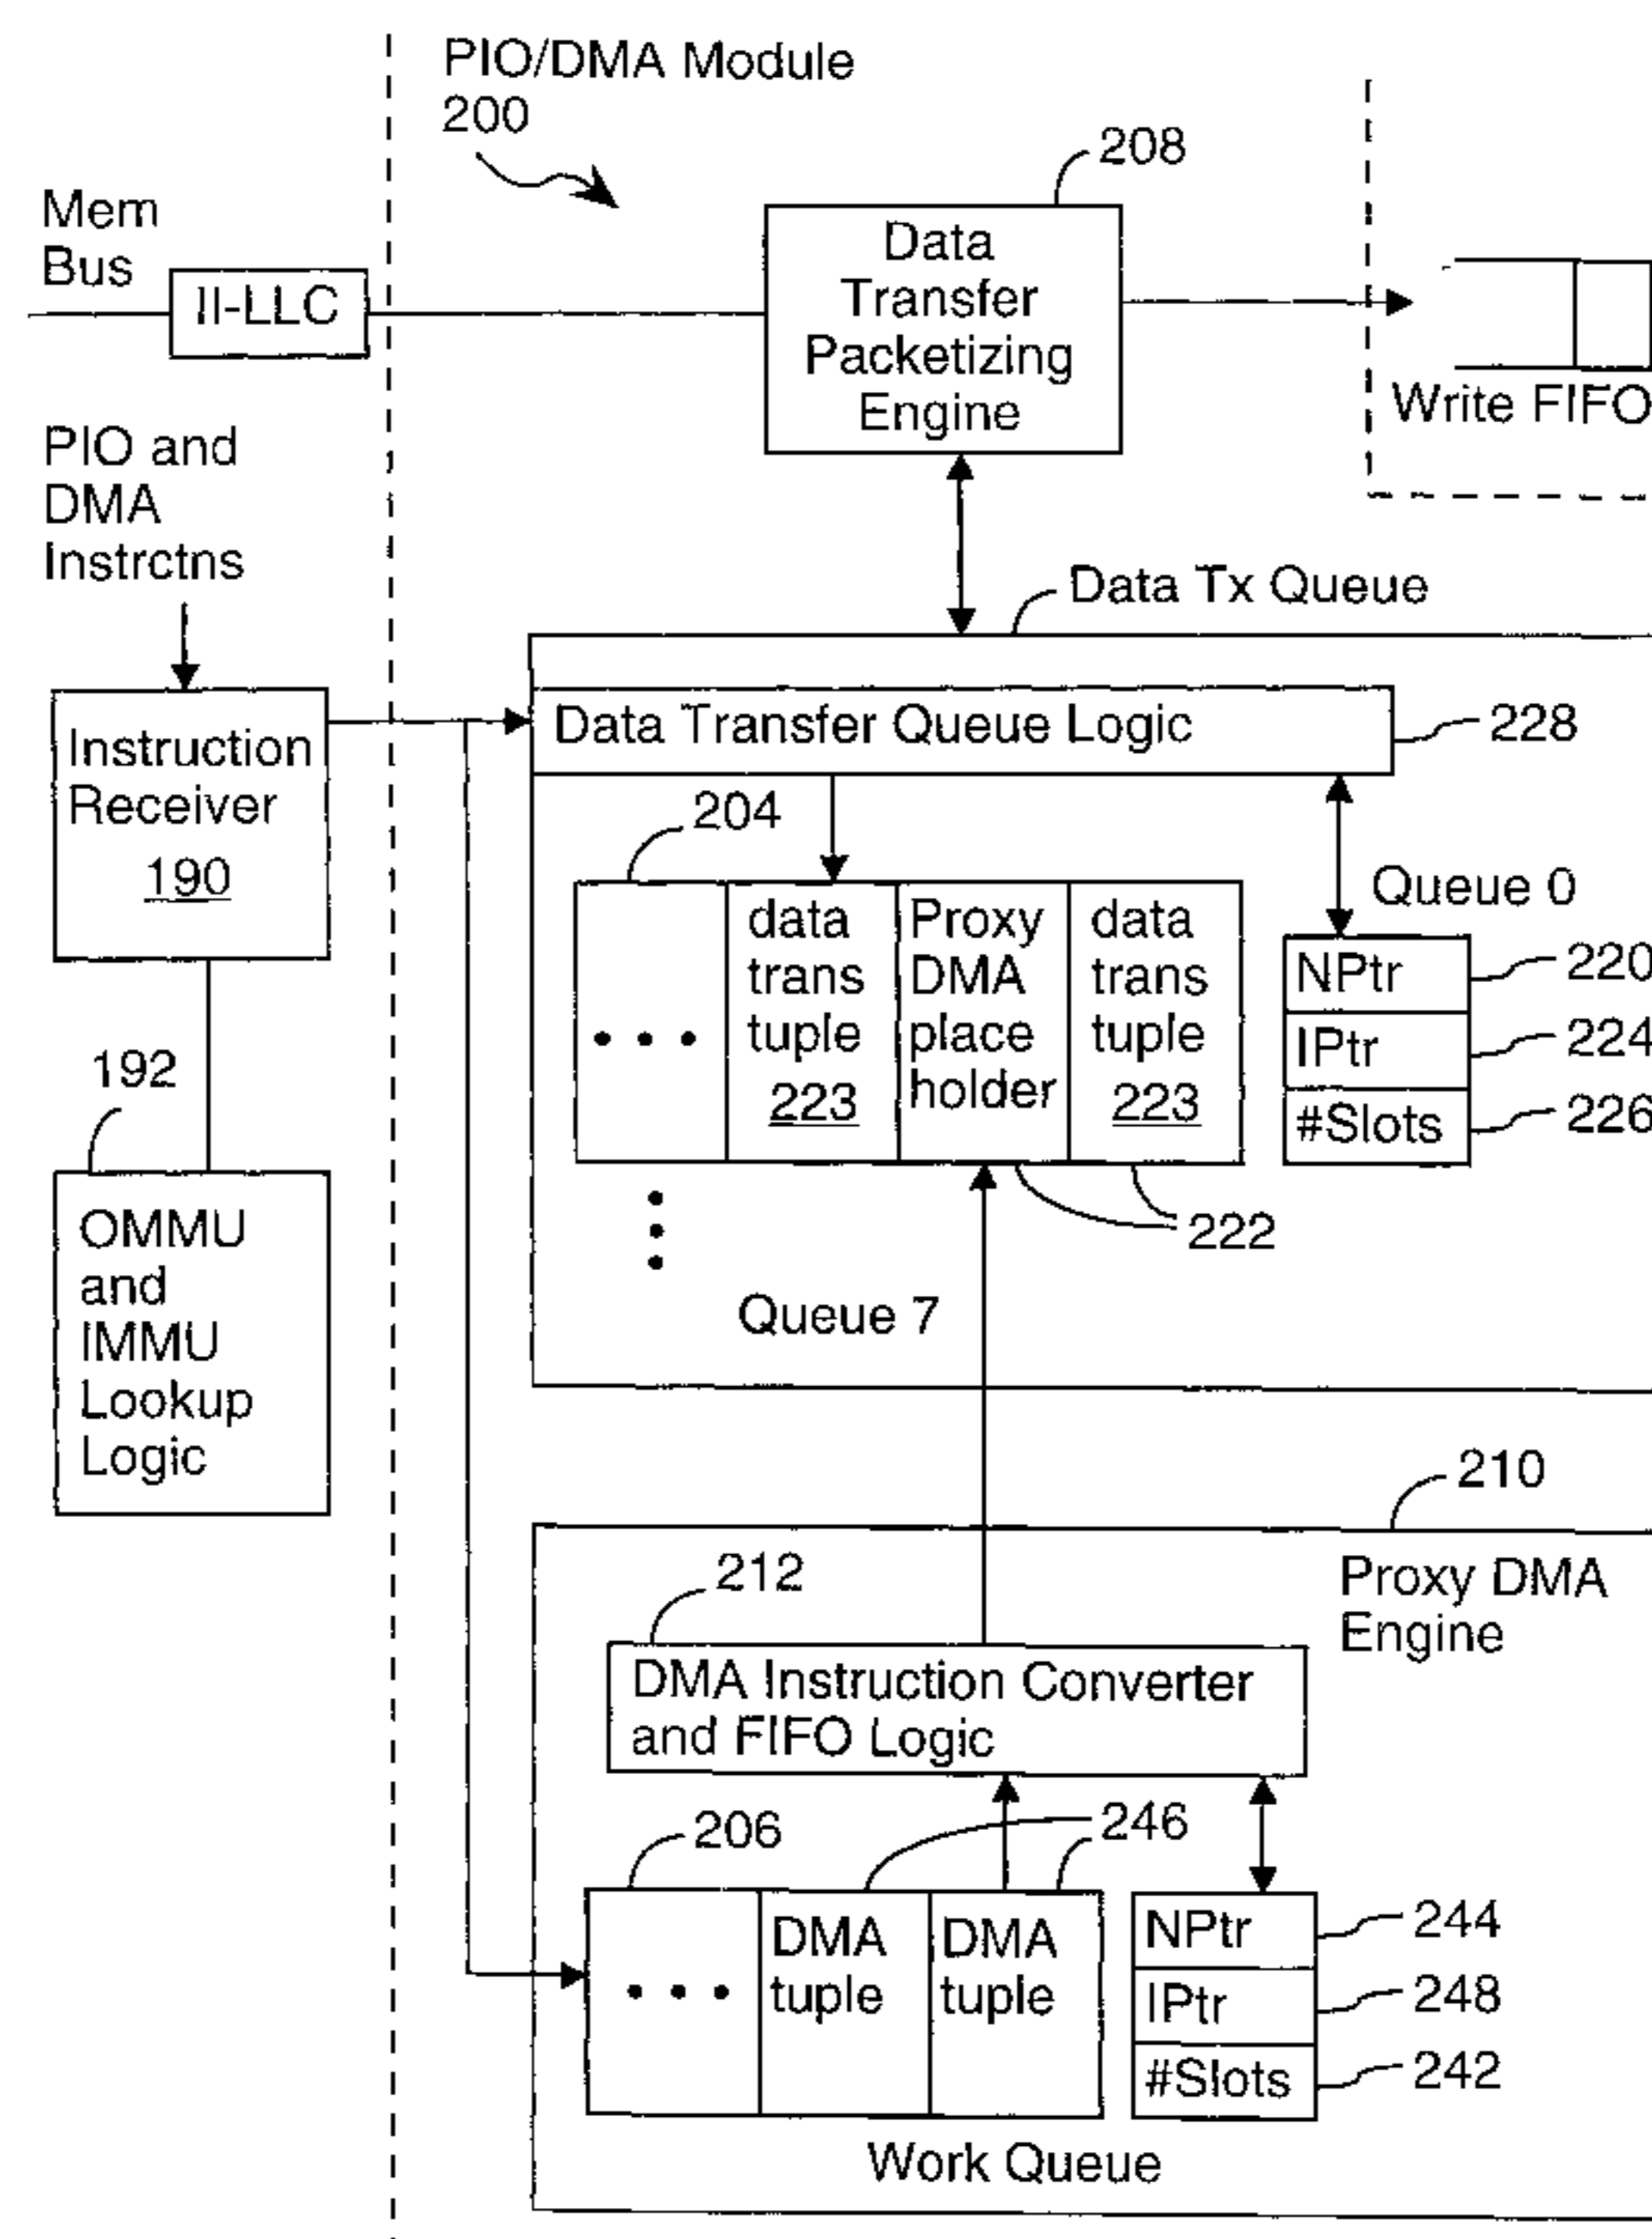 PIO/DMA Module
200
208
Mem
Bus
II-LLC
Data
Transfer
Packetizing
Engine
Write FIFO
PIO and
DMA
Instrctns
Data Tx Queue
Instruction
Receiver
190
Data Transfer Queue Logic
228
204
data
trans
tuple
223
Proxy
DMA
place
holder
data
trans
tuple
223
• • •
Queue 0
NPtr
220
IPtr
224
#Slots
226
192
222
OMMU
and
IMMU
Lookup
Logic
Queue 7
210
Proxy DMA
Engine
212
DMA Instruction Converter
and FIFO Logic
206
246
• • •
DMA
tuple
DMA
tuple
NPtr
244
IPtr
248
#Slots
242
Work Queue